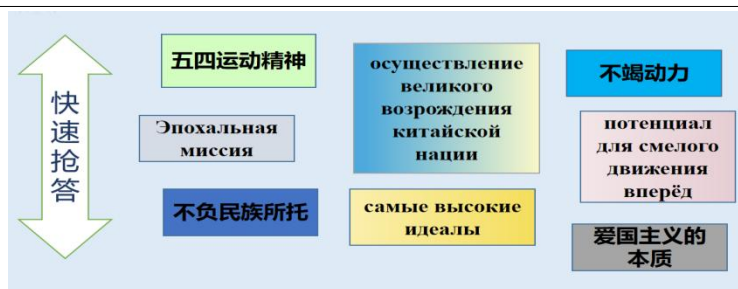 快速抢答
五四运动精神
Эпохальная
миссия
不负民族所托
осуществление
великого
возрождения
китайской
нации
самые высокие
идеалы
不竭动力
потенциал
для смелого
движения
вперёд
爱国主义的
本质